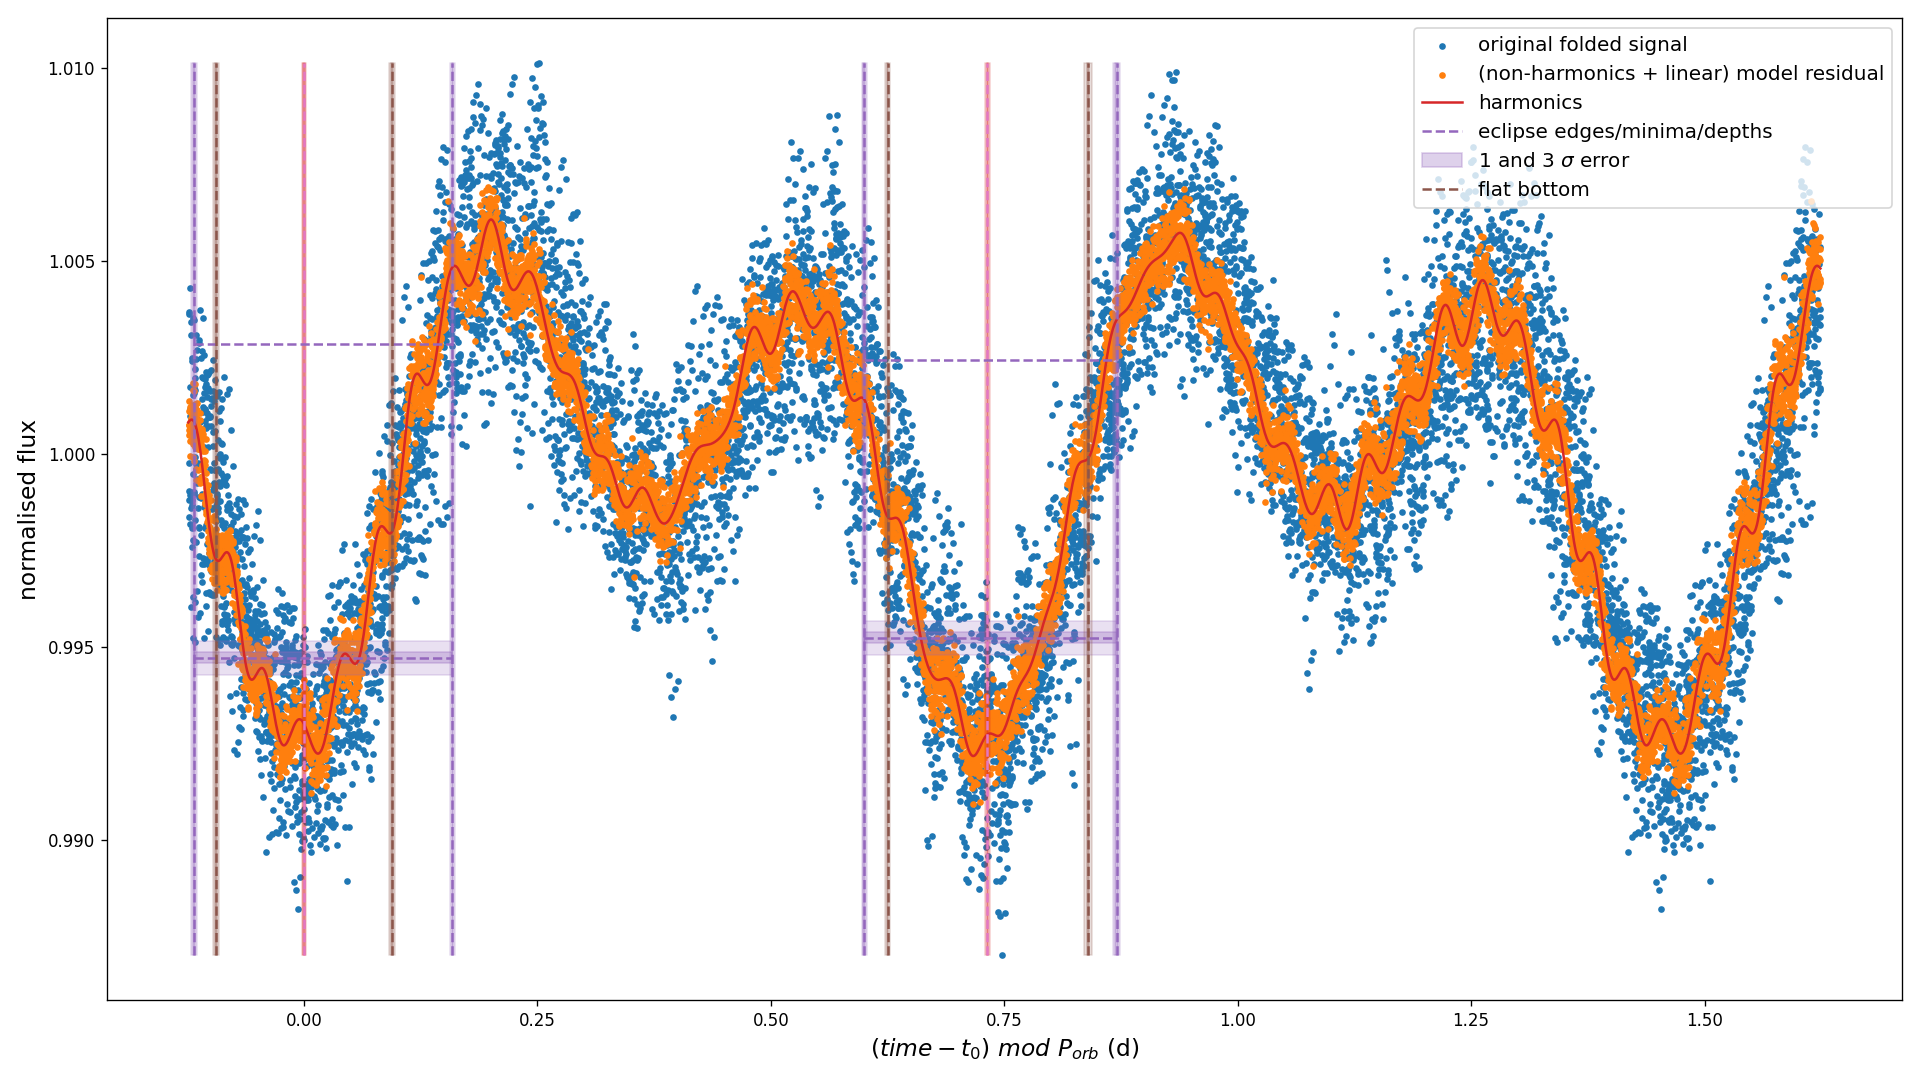 original folded signal
(non-harmonics + linear) model residual
harmonics
eclipse edges/minima/depths
1 and 3 σ error
flat bottom
1.010
1.005
1.000
0.995
0.990
normalised flux
0.00 0.25 0.50 0.75 1.00 1.25 1.50
(time − t₀) mod P_orb (d)